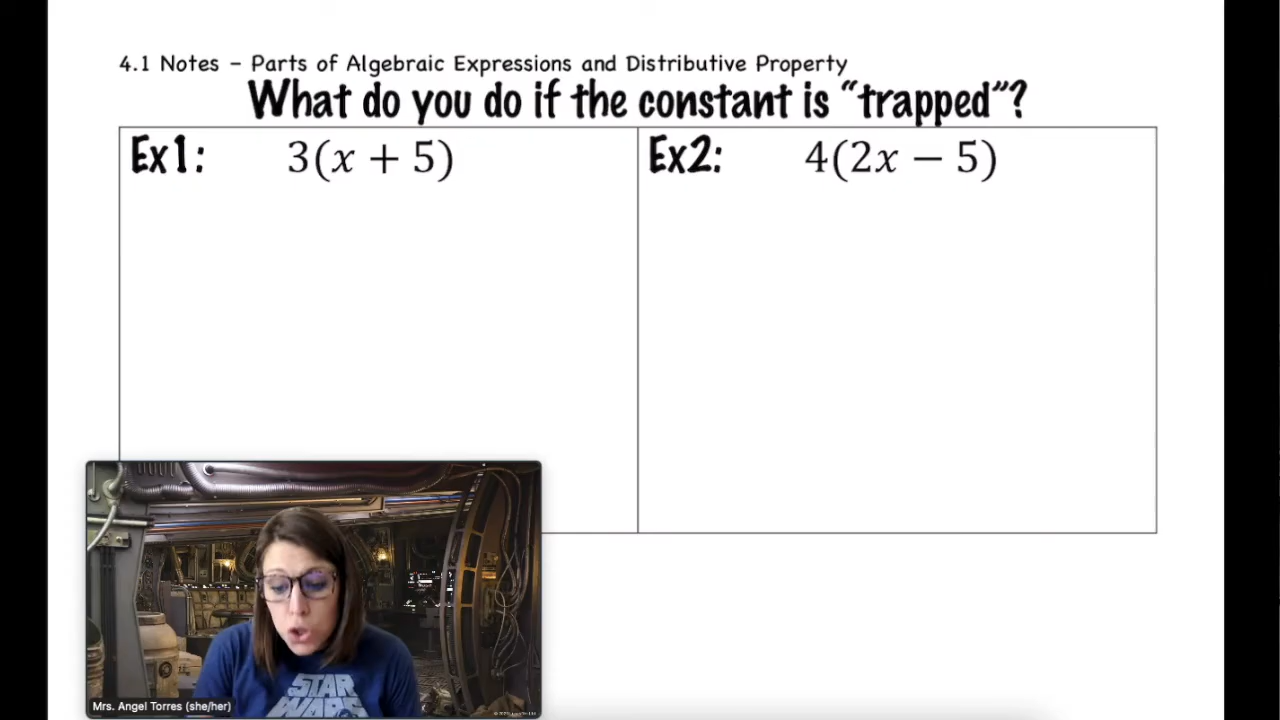 4.1 Notes – Parts of Algebraic Expressions and Distributive Property
What do you do if the constant is “trapped”?
Ex1: 3(x + 5)
Ex2: 4(2x − 5)
STAR
WARS
Mrs. Angel Torres (she/her)